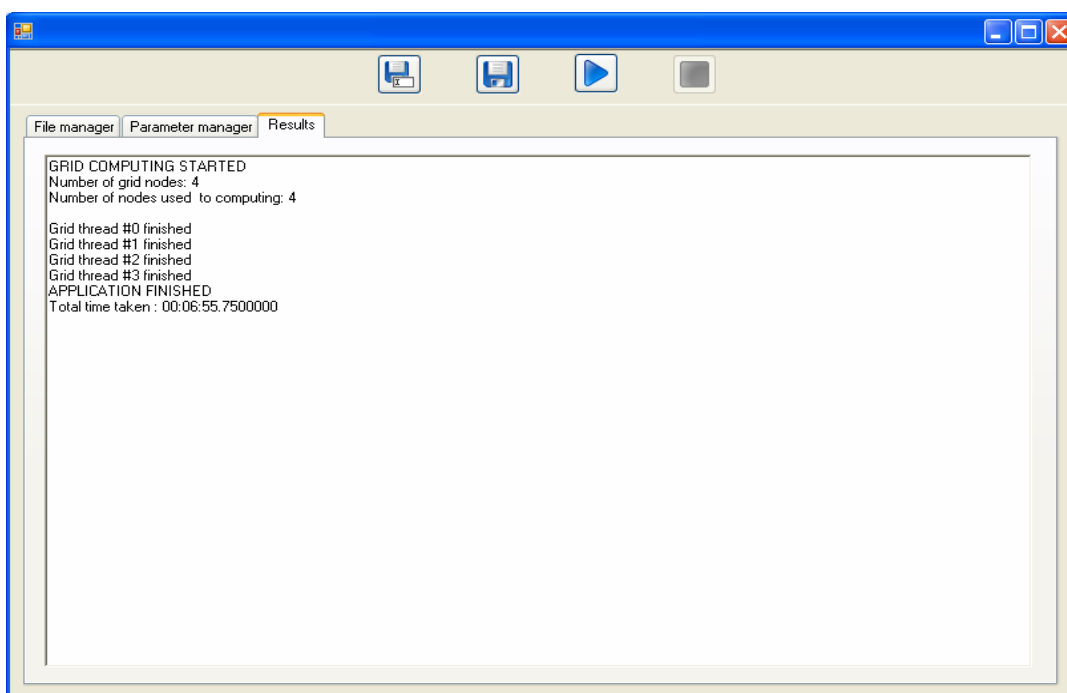 File manager Parameter manager Results
GRID COMPUTING STARTED
Number of grid nodes: 4
Number of nodes used  to computing: 4
Grid thread #0 finished
Grid thread #1 finished
Grid thread #2 finished
Grid thread #3 finished
APPLICATION FINISHED
Total time taken : 00:06:55.7500000